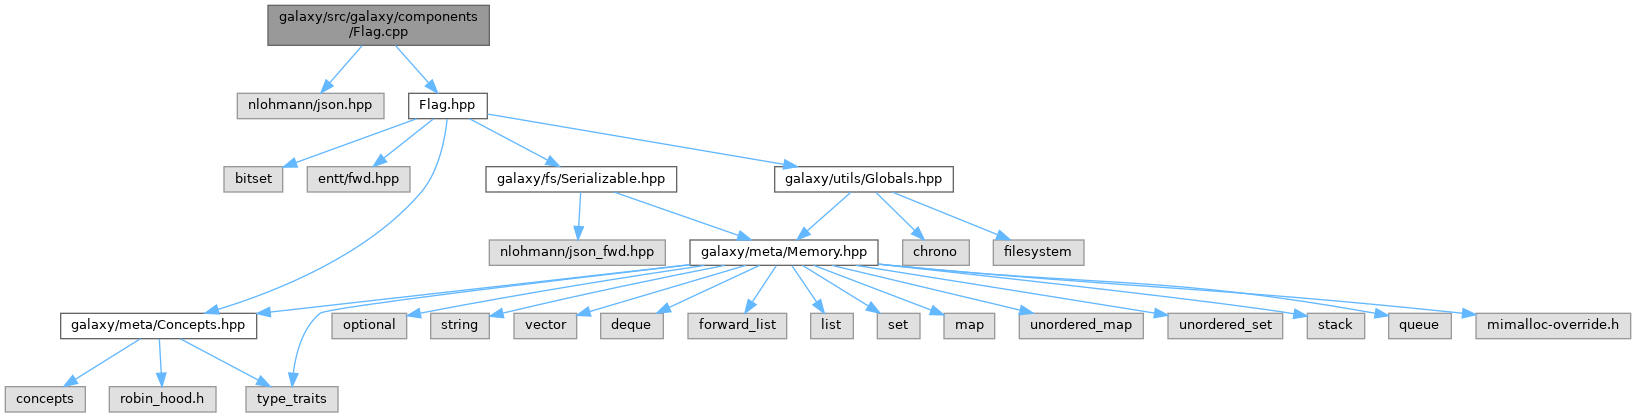 galaxy/src/galaxy/components
/Flag.cpp
nlohmann/json.hpp
Flag.hpp
bitset
entt/fwd.hpp
galaxy/fs/Serializable.hpp
galaxy/utils/Globals.hpp
nlohmann/json_fwd.hpp
galaxy/meta/Memory.hpp
chrono
filesystem
galaxy/meta/Concepts.hpp
optional
string
vector
deque
forward_list
list
set
map
unordered_map
unordered_set
stack
queue
mimalloc-override.h
concepts
robin_hood.h
type_traits